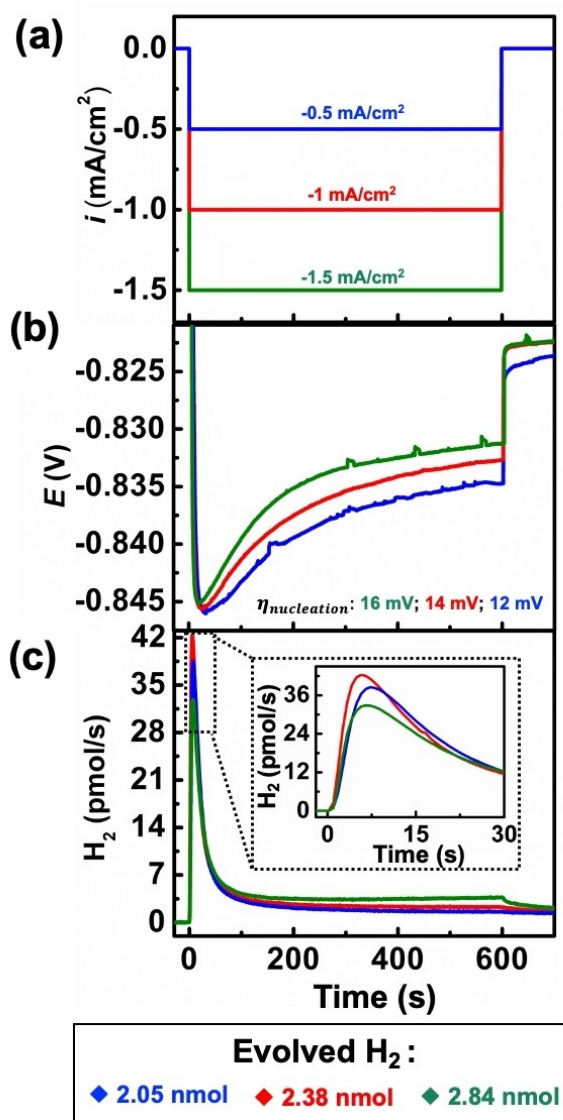 (a)
0.0
-0.5
-1.0
-1.5
i (mA/cm²)
-0.5 mA/cm²
-1 mA/cm²
-1.5 mA/cm²
(b)
-0.825
-0.830
-0.835
-0.840
-0.845
E (V)
ηnucleation: 16 mV; 14 mV; 12 mV
(c)
42
35
28
21
14
7
0
H₂ (pmol/s)
36
24
12
0
H₂ (pmol/s)
0 15 30
Time (s)
0 200 400 600
Time (s)
Evolved H₂:
◆ 2.05 nmol ◆ 2.38 nmol ◆ 2.84 nmol